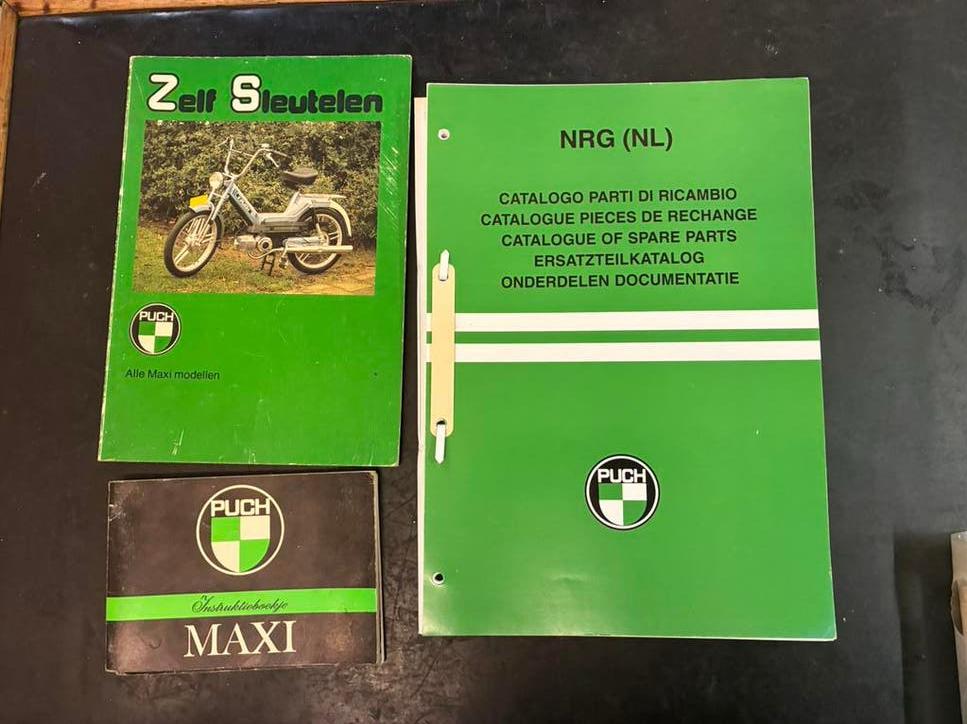 Zelf Sleutelen
PUCH
Alle Maxi modellen
NRG (NL)
CATALOGO PARTI DI RICAMBIO
CATALOGUE PIECES DE RECHANGE
CATALOGUE OF SPARE PARTS
ERSATZTEILKATALOG
ONDERDELEN DOCUMENTATIE
PUCH
PUCH
Instruktieboekje
MAXI